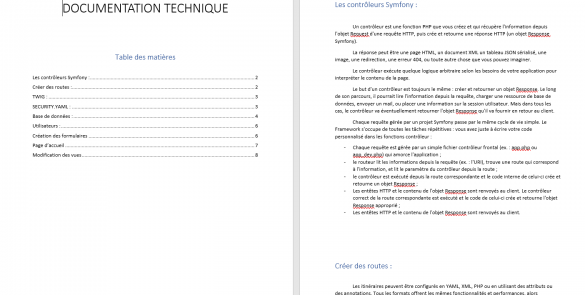 DOCUMENTATION TECHNIQUE
Table des matières
Les contrôleurs Symfony : 2
Créer des routes : 2
TWIG : 3
SECURITY.YAML : 3
Base de données : 4
Utilisateurs : 6
Création des formulaires 6
Page d'accueil : 7
Modification des vues 8
Les contrôleurs Symfony :
Un contrôleur est une fonction PHP que vous créez et qui récupère l'information depuis
l'objet Request d'une requête HTTP, puis crée et retourne une réponse HTTP (un objet Response
Symfony).
La réponse peut être une page HTML, un document XML un tableau JSON sérialisé, une
image, une redirection, une erreur 404, ou toute autre chose que vous pouvez imaginer.
Le contrôleur exécute quelque logique arbitraire selon les besoins de votre application pour
interpréter le contenu de la page.
Le but d'un contrôleur est toujours le même : créer et retourner un objet Response. Le long
de son parcours, il pourrait lire l'information depuis la requête, charger une ressource de base de
données, envoyer un mail, ou placer une information sur la session utilisateur. Mais dans tous les
cas, le contrôleur va éventuellement retourner l'objet Response qu'il va fournir en retour au client.
Chaque requête gérée par un projet Symfony passe par le même cycle de vie simple. Le
Framework s'occupe de toutes les tâches répétitives : vous avez juste à écrire votre code
personnalisé dans les fonctions contrôleur :
- Chaque requête est gérée par un simple fichier contrôleur frontal (ex. : app.php ou
app_dev.php) qui amorce l'application ;
- le routeur lit les informations depuis la requête (ex. : l'URI), trouve une route qui correspond
à l'information, et lit le paramètre du contrôleur depuis la route ;
- le contrôleur est exécuté depuis la route correspondante et le code interne de celui-ci crée et
retourne un objet Response ;
- Les entêtes HTTP et le contenu de l'objet Response sont renvoyés au client. Le contrôleur
correct de la route correspondante est exécuté et le code de celui-ci crée et retourne l'objet
Response approprié ;
- Les entêtes HTTP et le contenu de l'objet Response sont renvoyés au client.
Créer des routes :
Les itinéraires peuvent être configurés en YAML, XML, PHP ou en utilisant des attributs ou
des annotations. Tous les formats offrent les mêmes fonctionnalités et performances, alors